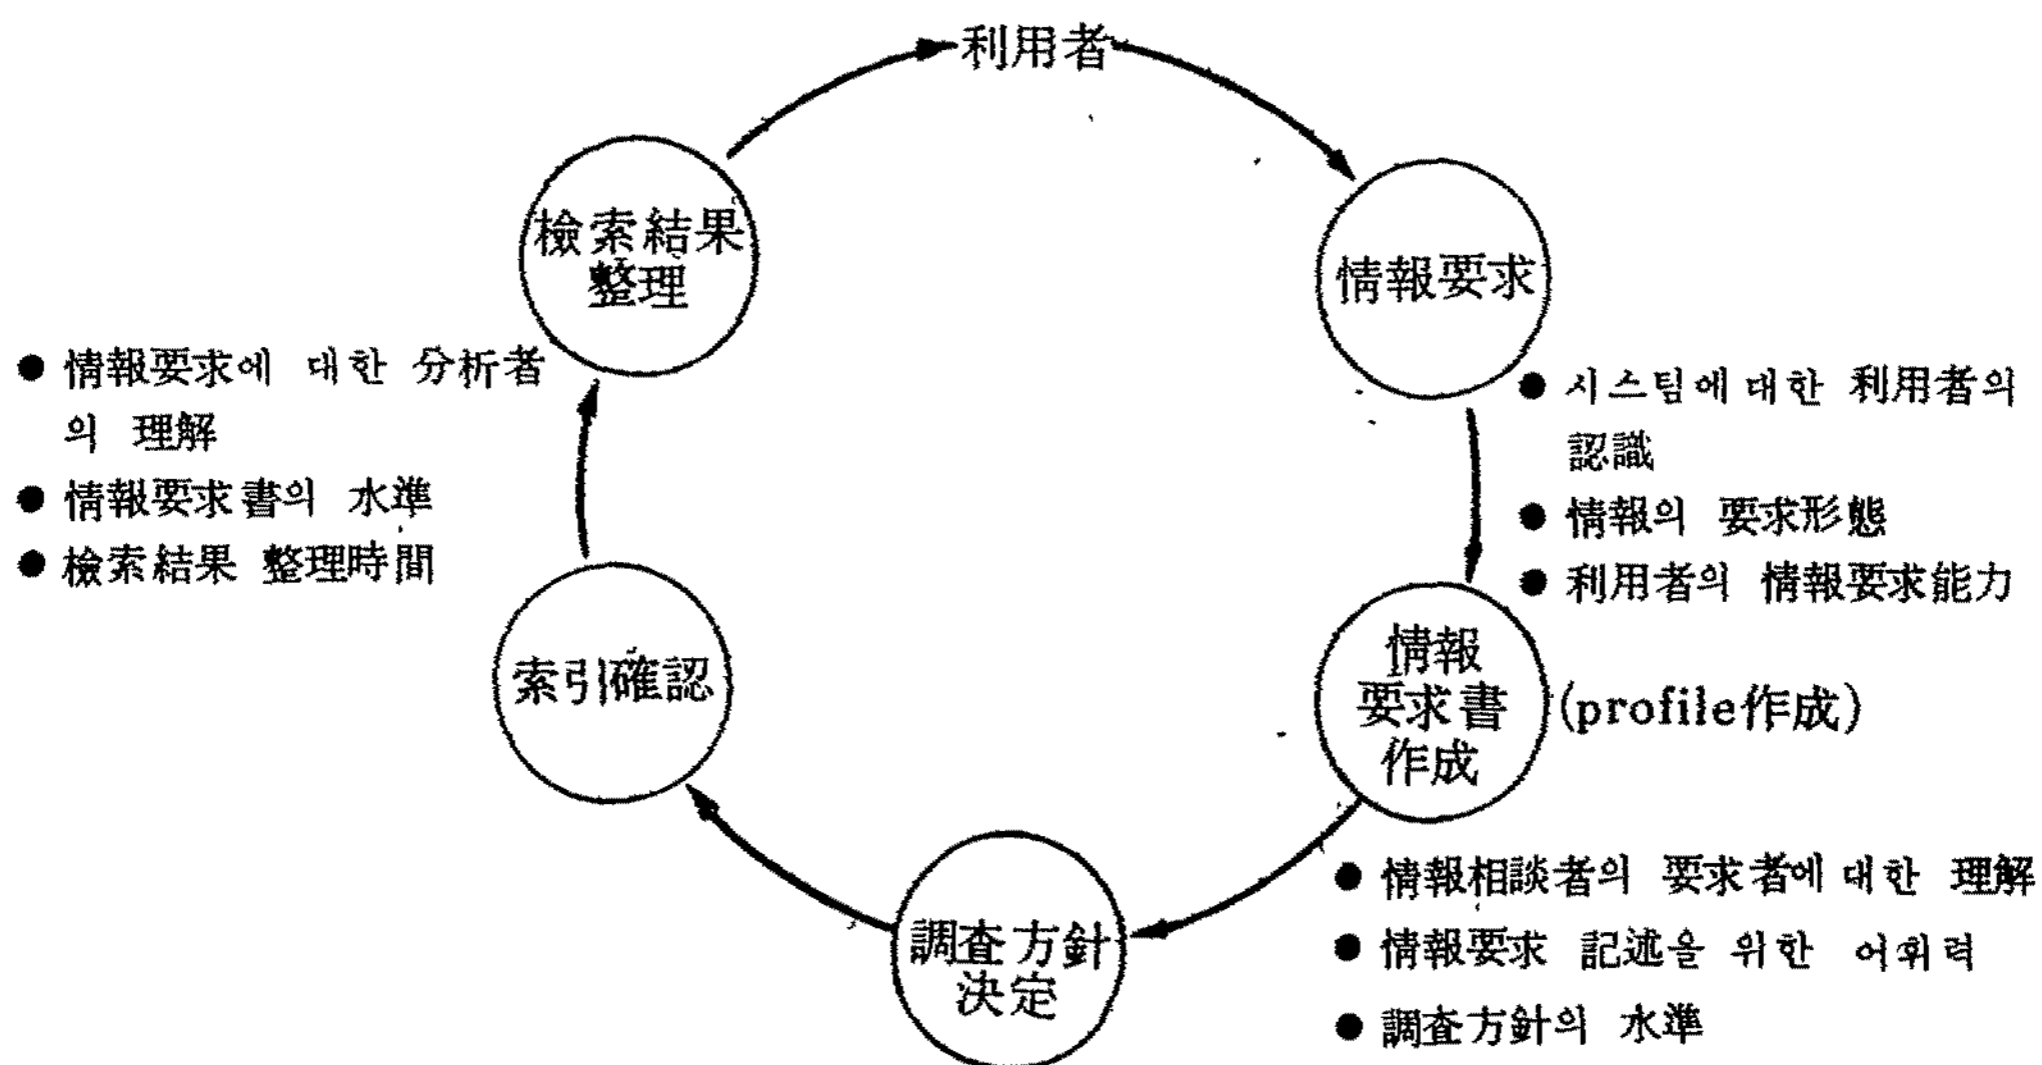 利用者
檢索結果
整理
情報要求
● 情報要求에 대한 分析者
의 理解
● 情報要求書의 水準
● 檢索結果 整理時間
● 시스팀에 대한 利用者의
認識
● 情報의 要求形態
● 利用者의 情報要求能力
索引確認
情報
要求書
作成
(profile作成)
調査方針
決定
● 情報相談者의 要求者에 대한 理解
● 情報要求 記述을 위한 어휘력
● 調査方針의 水準